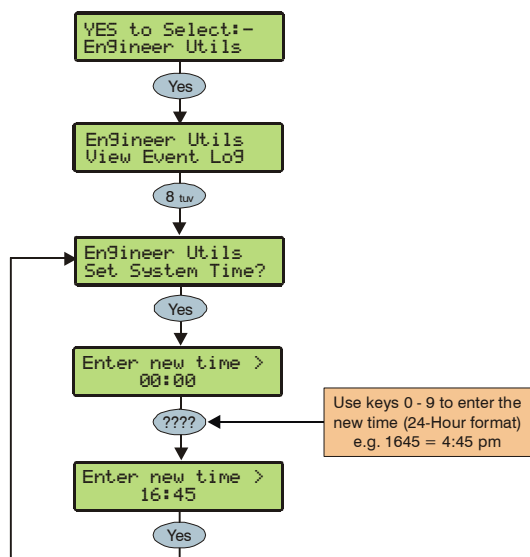 YES to Select:-
Engineer Utils
Yes
Engineer Utils
View Event Log
8 tuv
Engineer Utils
Set System Time?
Yes
Enter new time >
00:00
????
Use keys 0 - 9 to enter the
new time (24-Hour format)
e.g. 1645 = 4:45 pm
Enter new time >
16:45
Yes